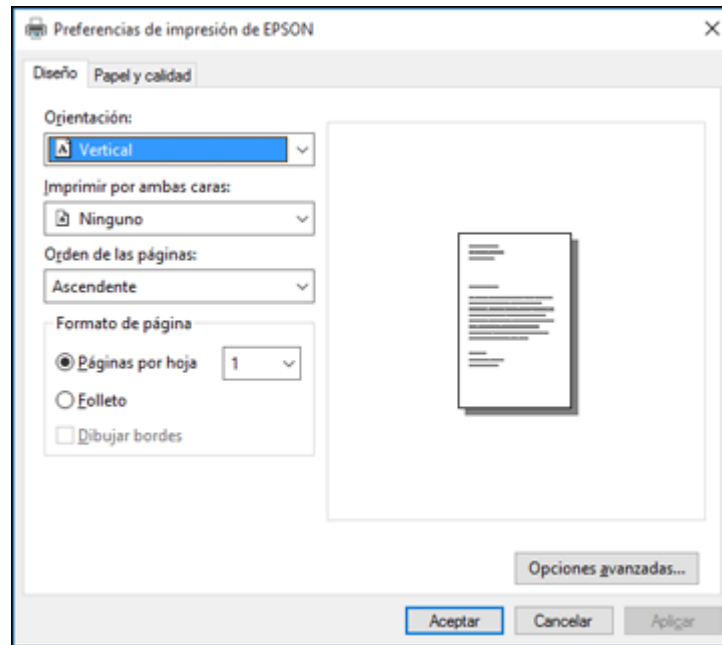 Preferencias de impresión de EPSON
Diseño Papel y calidad
Orientación:
Vertical
Imprimir por ambas caras:
Ninguno
Orden de las páginas:
Ascendente
Formato de página
Páginas por hoja 1
Folleto
Dibujar bordes
Opciones avanzadas...
Aceptar Cancelar Aplicar